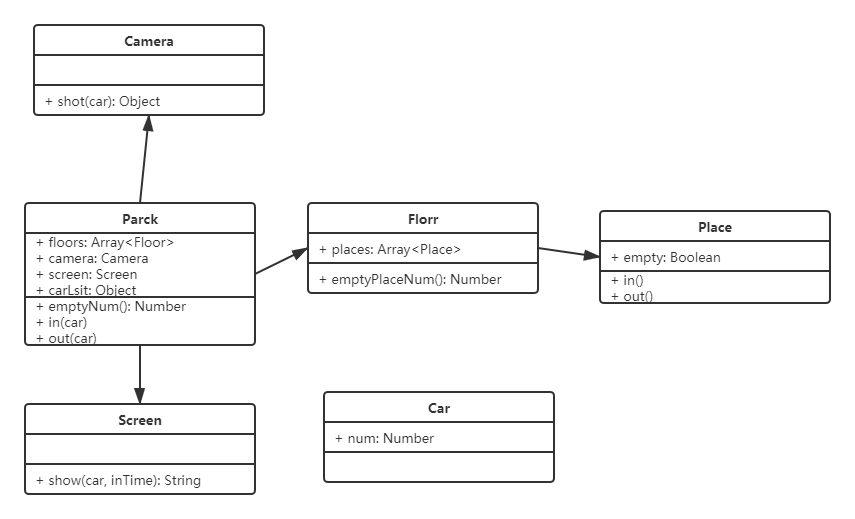 Camera
+ shot(car): Object
Parck
+ floors: Array<Floor>
+ camera: Camera
+ screen: Screen
+ carLsit: Object
+ emptyNum(): Number
+ in(car)
+ out(car)
Florr
+ places: Array<Place>
+ emptyPlaceNum(): Number
Place
+ empty: Boolean
+ in()
+ out()
Screen
+ show(car, inTime): String
Car
+ num: Number